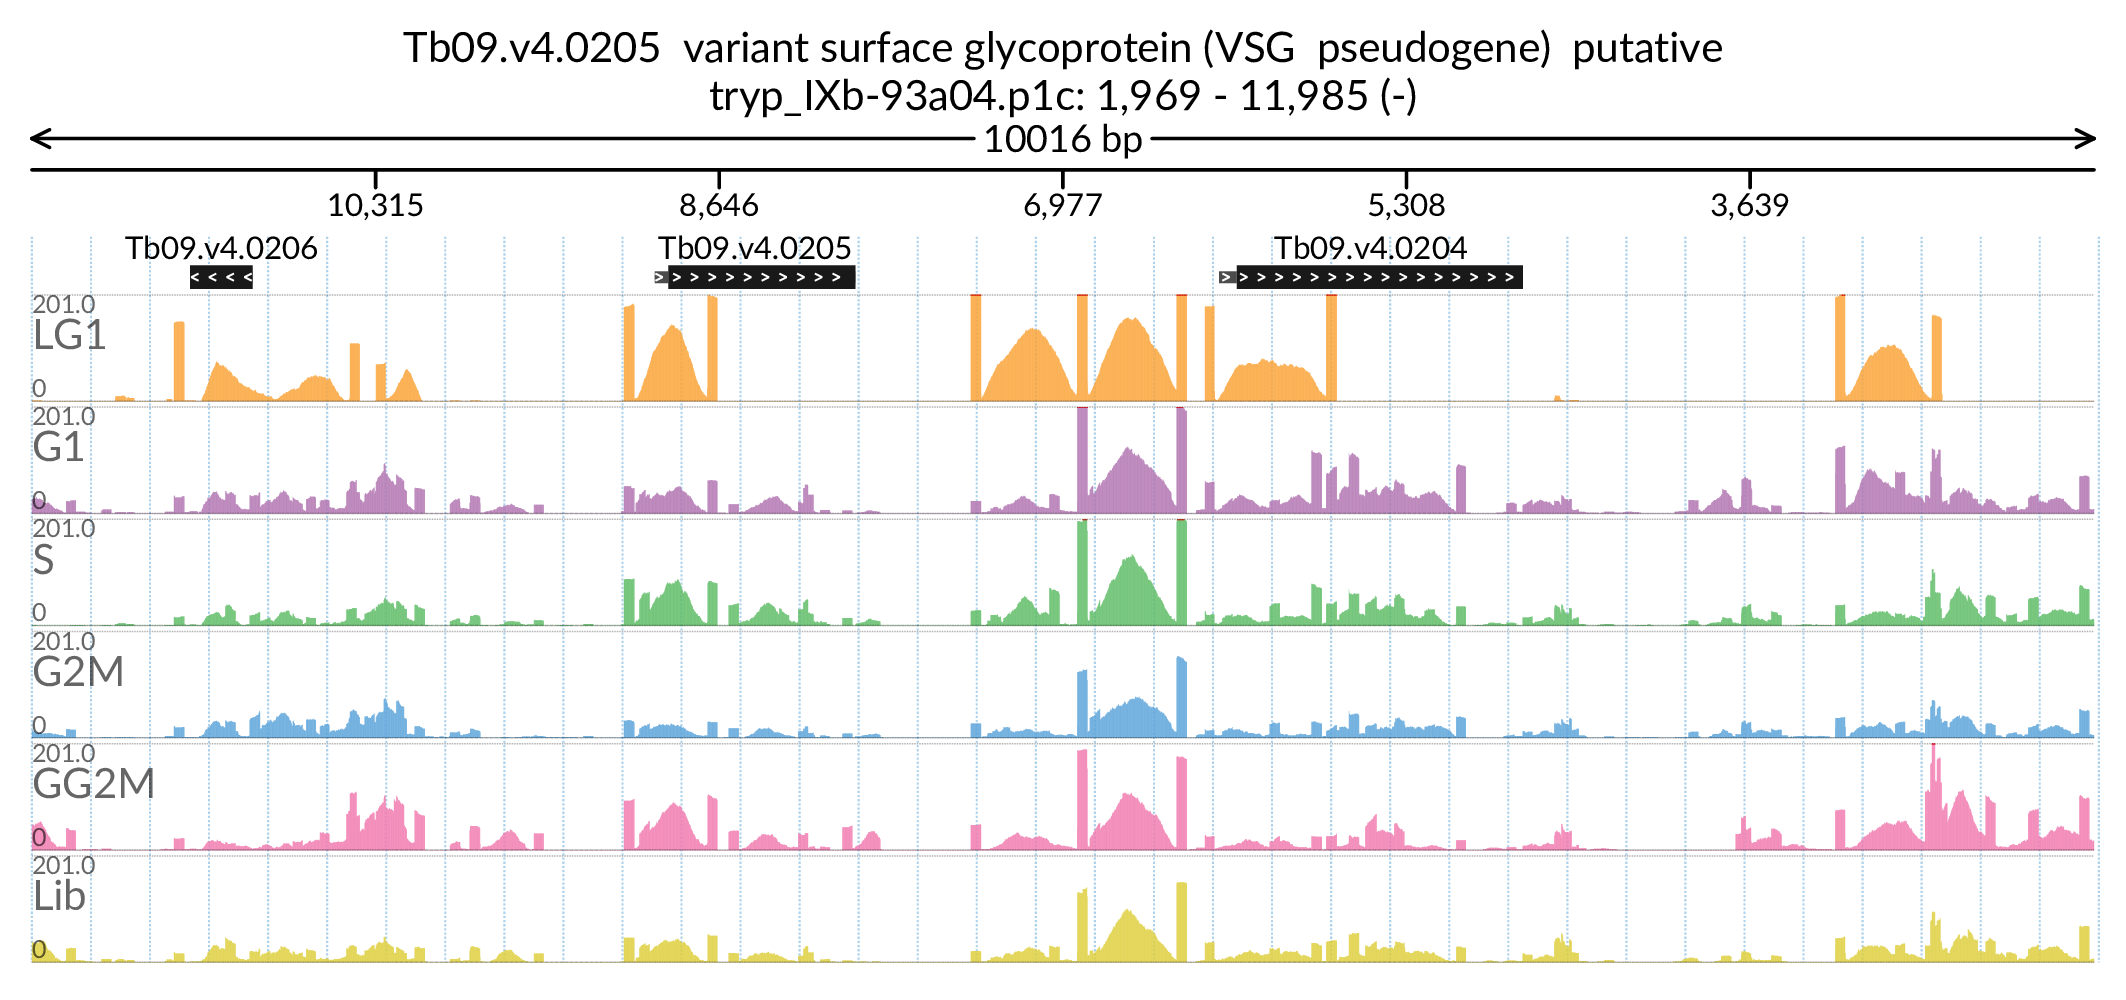 Tb09.v4.0205  variant surface glycoprotein (VSG  pseudogene)  putative
tryp_IXb-93a04.p1c: 1,969 - 11,985 (-)
10016 bp
10,315 8,646 6,977 5,308 3,639
Tb09.v4.0206 Tb09.v4.0205 Tb09.v4.0204
201.0
LG1
0
201.0
G1
0
201.0
S
0
201.0
G2M
0
201.0
GG2M
0
201.0
Lib
0